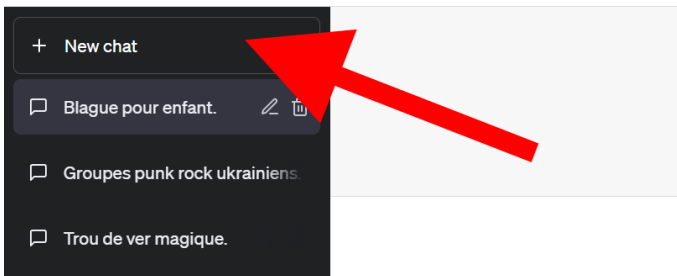 New chat
Blague pour enfant.
Groupes punk rock ukrainiens.
Trou de ver magique.